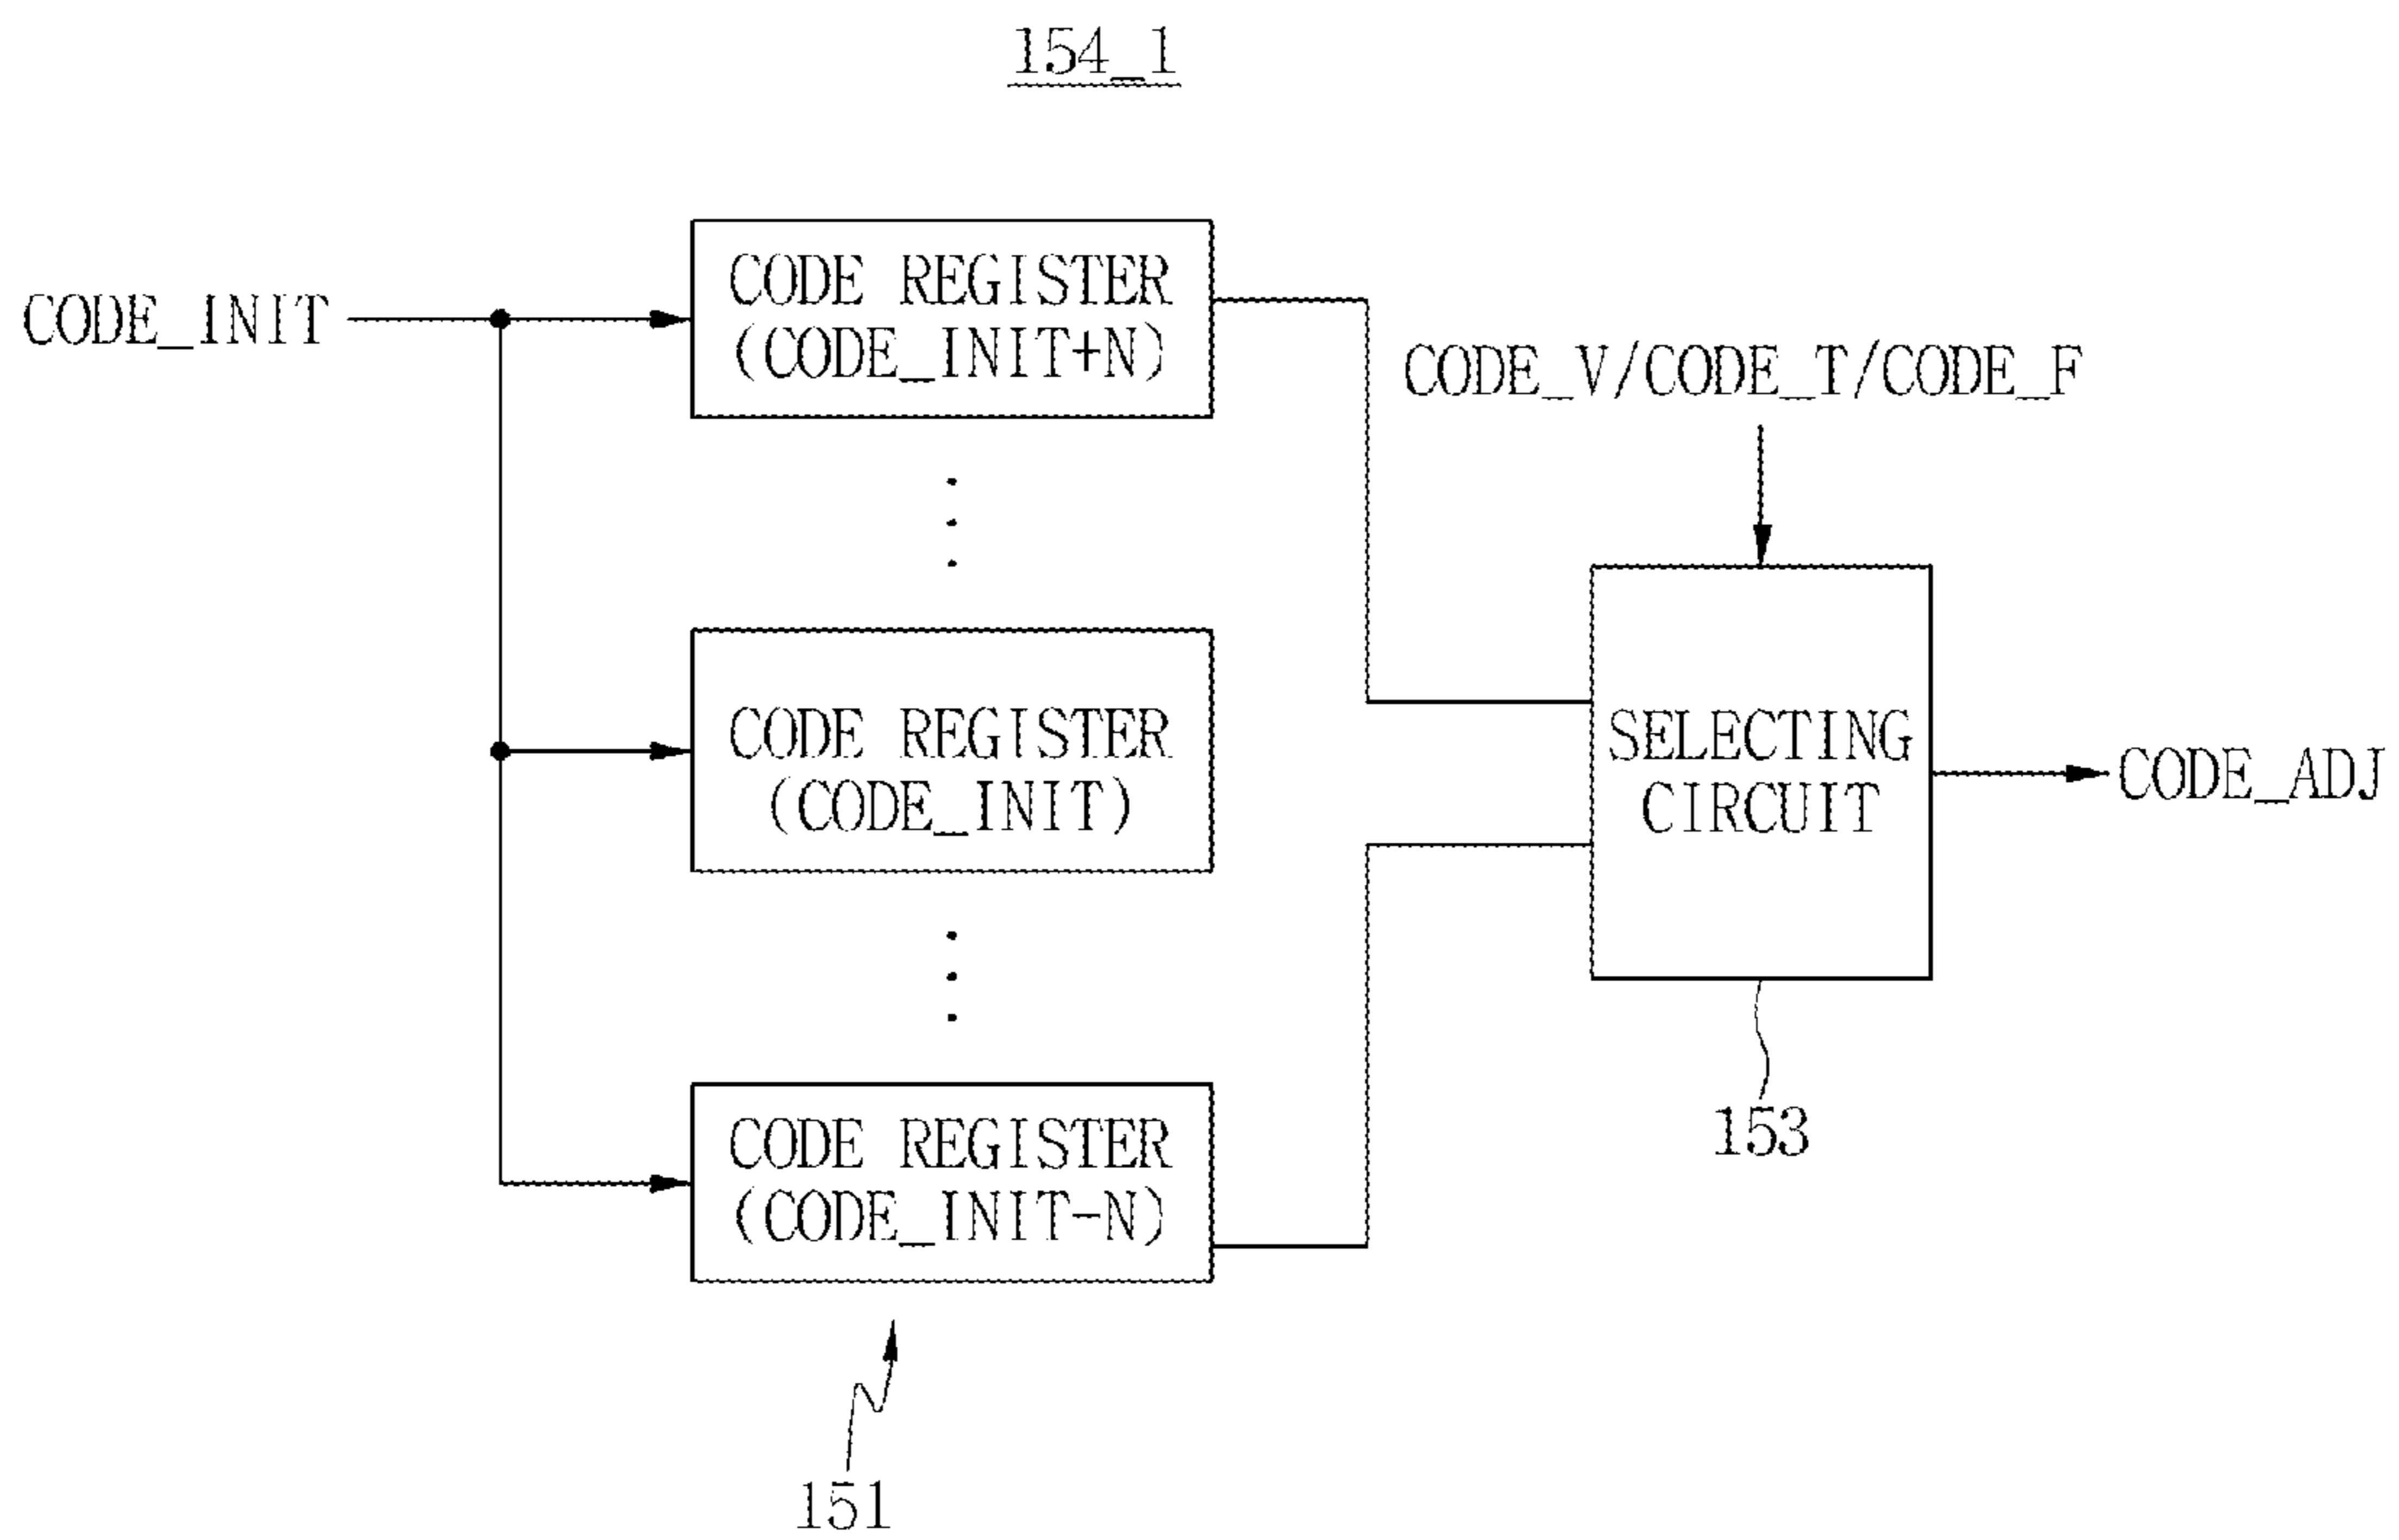 154_1
CODE_INIT
CODE REGISTER
(CODE_INIT+N)
CODE_V/CODE_T/CODE_F
CODE REGISTER
(CODE_INIT)
SELECTING
CIRCUIT
CODE_ADJ
CODE REGISTER
(CODE_INIT-N)
153
151